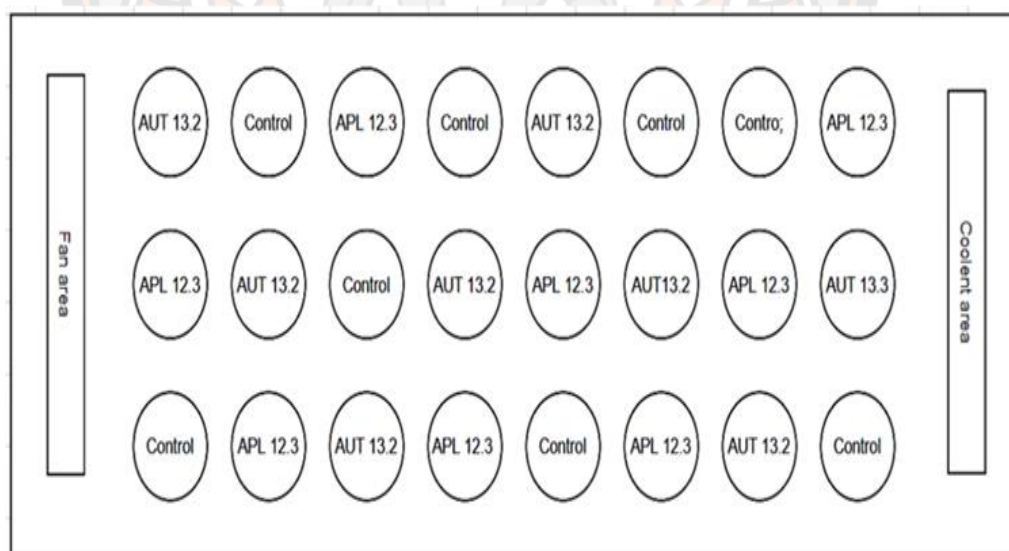 AUT 13.2 Control APL 12.3 Control AUT 13.2 Control Contro; APL 12.3
Fan area
Coolent area
APL 12.3 AUT 13.2 Control AUT 13.2 APL 12.3 AUT13.2 APL 12.3 AUT 13.3
Control APL 12.3 AUT 13.2 APL 12.3 Control APL 12.3 AUT 13.2 Control